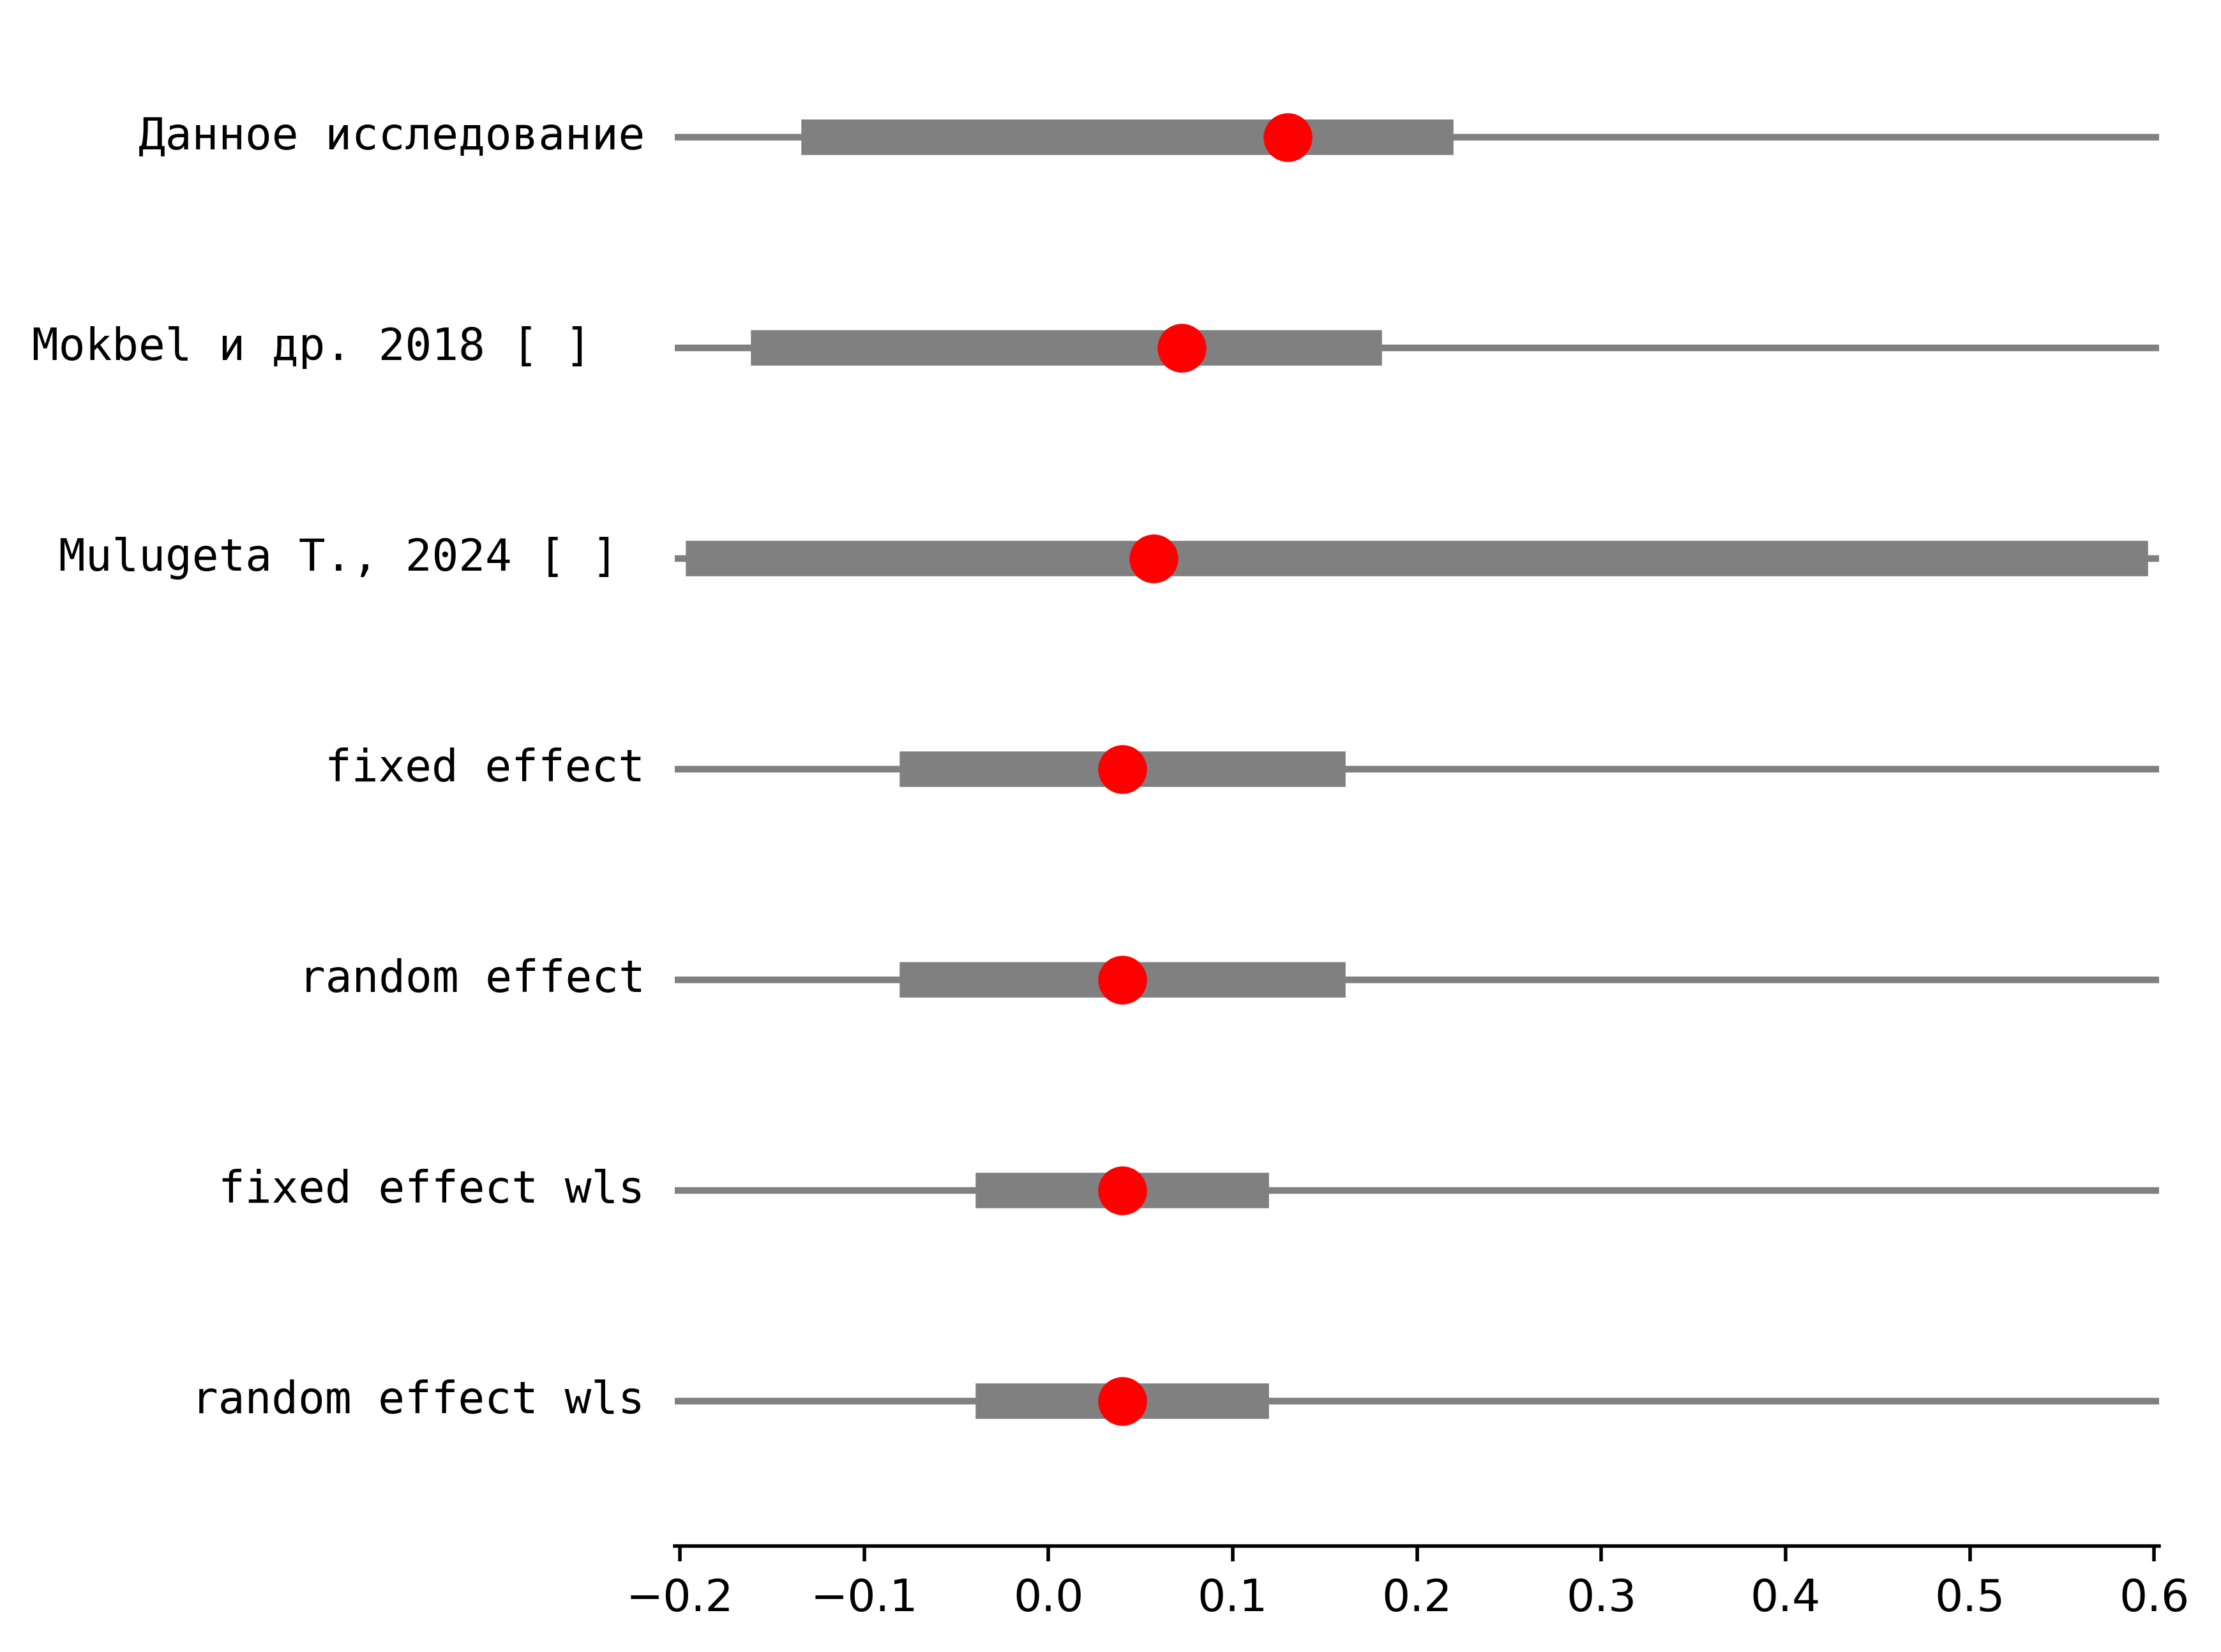 Данное исследование
Mokbel и др. 2018 [ ]
Mulugeta T., 2024 [ ]
fixed effect
random effect
fixed effect wls
random effect wls
−0.2 −0.1 0.0 0.1 0.2 0.3 0.4 0.5 0.6